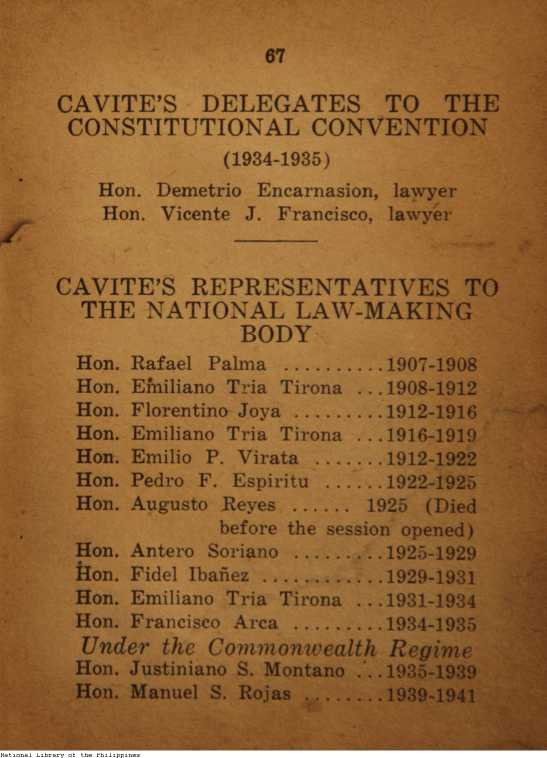 67
CAVITE'S DELEGATES TO THE
CONSTITUTIONAL CONVENTION
(1934-1935)
Hon. Demetrio Encarnasion, lawyer
Hon. Vicente J. Francisco, lawyer
CAVITE'S REPRESENTATIVES TO
THE NATIONAL LAW-MAKING
BODY
Hon. Rafael Palma ..........1907-1908
Hon. Emiliano Tria Tirona ...1908-1912
Hon. Florentino Joya .........1912-1916
Hon. Emiliano Tria Tirona ...1916-1919
Hon. Emilio P. Virata .......1912-1922
Hon. Pedro F. Espiritu ......1922-1925
Hon. Augusto Reyes ...... 1925 (Died
before the session opened)
Hon. Antero Soriano .........1925-1929
Hon. Fidel Ibañez ............1929-1931
Hon. Emiliano Tria Tirona ...1931-1934
Hon. Francisco Arca .........1934-1935
Under the Commonwealth Regime
Hon. Justiniano S. Montano ...1935-1939
Hon. Manuel S. Rojas ........1939-1941
National Library of the Philippines